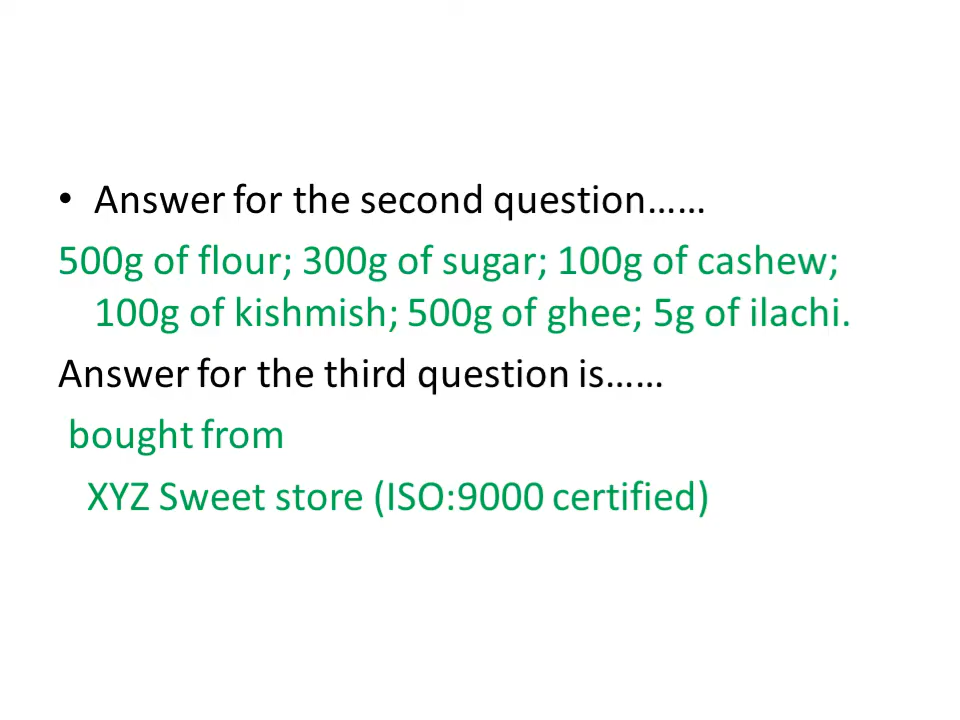 • Answer for the second question……
500g of flour; 300g of sugar; 100g of cashew;
100g of kishmish; 500g of ghee; 5g of ilachi.
Answer for the third question is……
bought from
XYZ Sweet store (ISO:9000 certified)